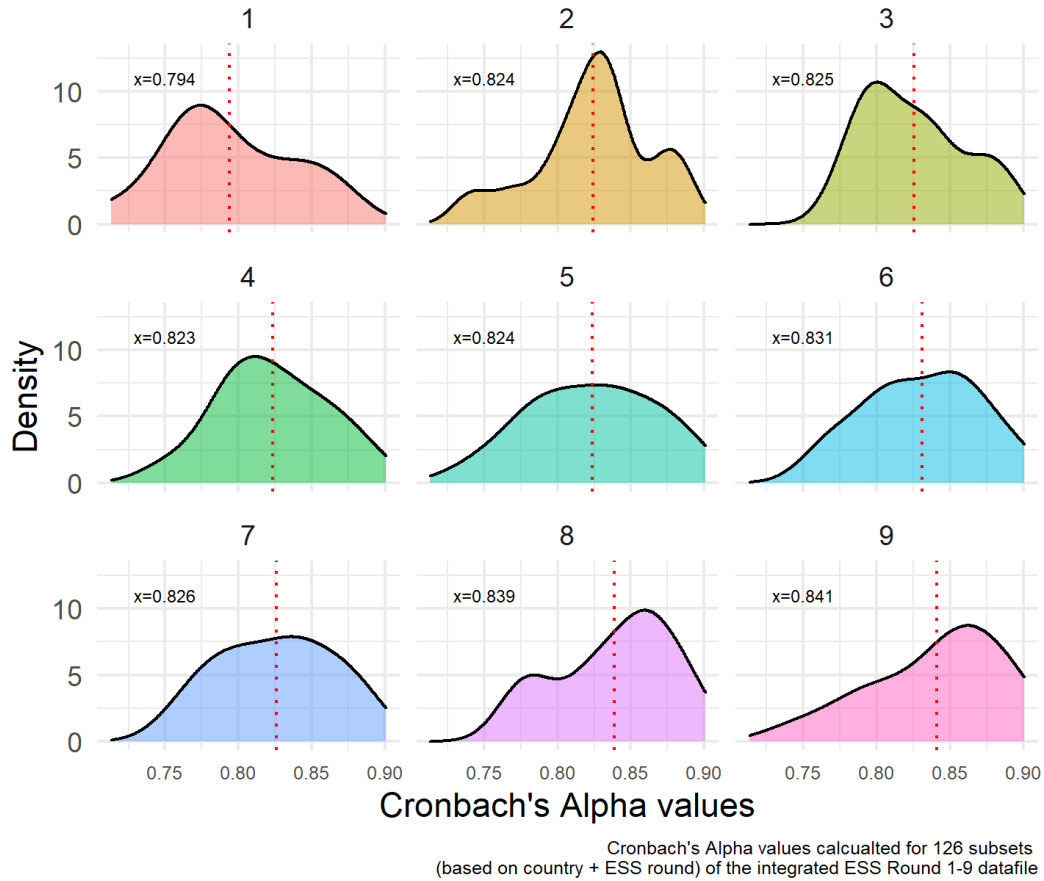 1 2 3
x=0.794 x=0.824 x=0.825
10
5
0
4 5 6
x=0.823 x=0.824 x=0.831
10
5
0
Density
7 8 9
x=0.826 x=0.839 x=0.841
10
5
0
0.75 0.80 0.85 0.90 0.75 0.80 0.85 0.90 0.75 0.80 0.85 0.90
Cronbach's Alpha values
Cronbach's Alpha values calcualted for 126 subsets
(based on country + ESS round) of the integrated ESS Round 1-9 datafile